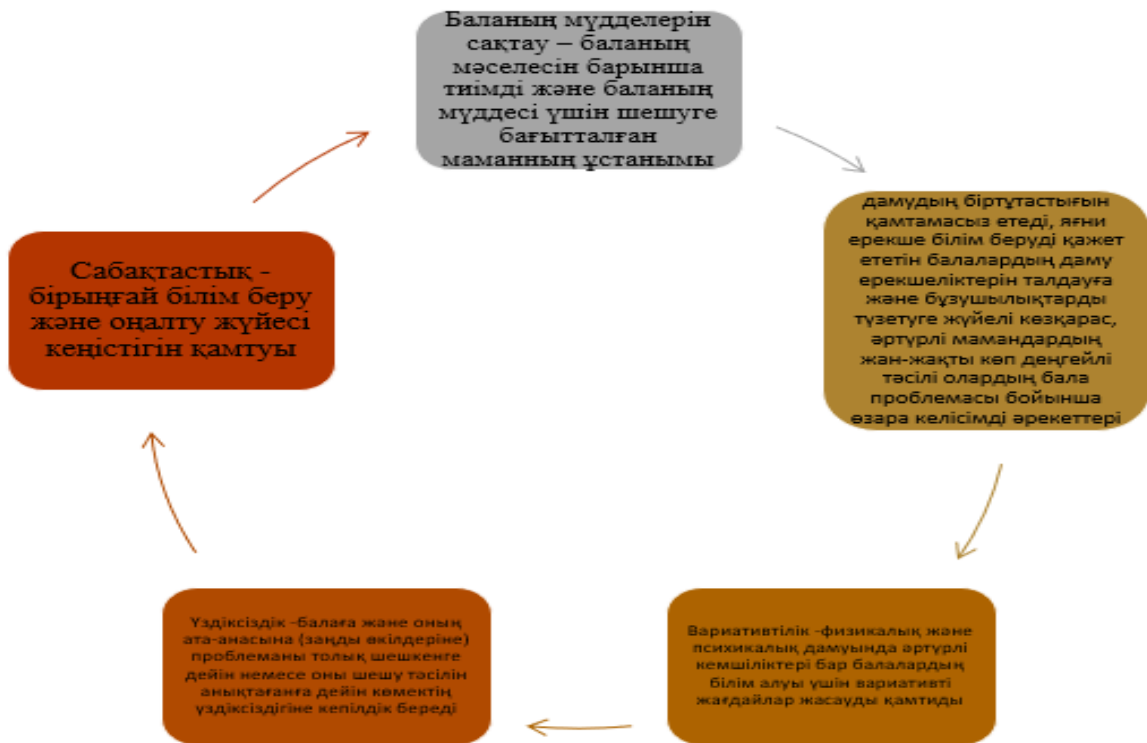 Баланың мүдделерін
сақтау – баланың
мәселесін барынша
тиімді және баланың
мүддесі үшін шешуге
бағытталған
маманның ұстанымы
дамудың біртұтастығын
қамтамасыз етеді, яғни
ерекше білім беруді қажет
ететін балалардың даму
ерекшеліктерін талдауға
және бұзушылықтарды
түзетуге жүйелі көзқарас,
әртүрлі мамандардың
жан-жақты көп деңгейлі
тәсілі олардың бала
проблемасы бойынша
өзара келісімді әрекеттері
Вариативтілік -физикалық және
психикалық дамуында әртүрлі
кемшіліктері бар балалардың
білім алуы үшін вариативті
жағдайлар жасауды қамтиды
Үздіксіздік -балаға және оның
ата-анасына (заңды өкілдеріне)
проблеманы толық шешкенге
дейін немесе оны шешу тәсілін
анықтағанға дейін көмектің
үздіксіздігіне кепілдік береді
Сабақтастық -
бірыңғай білім беру
және оңалту жүйесі
кеңістігін қамтуы